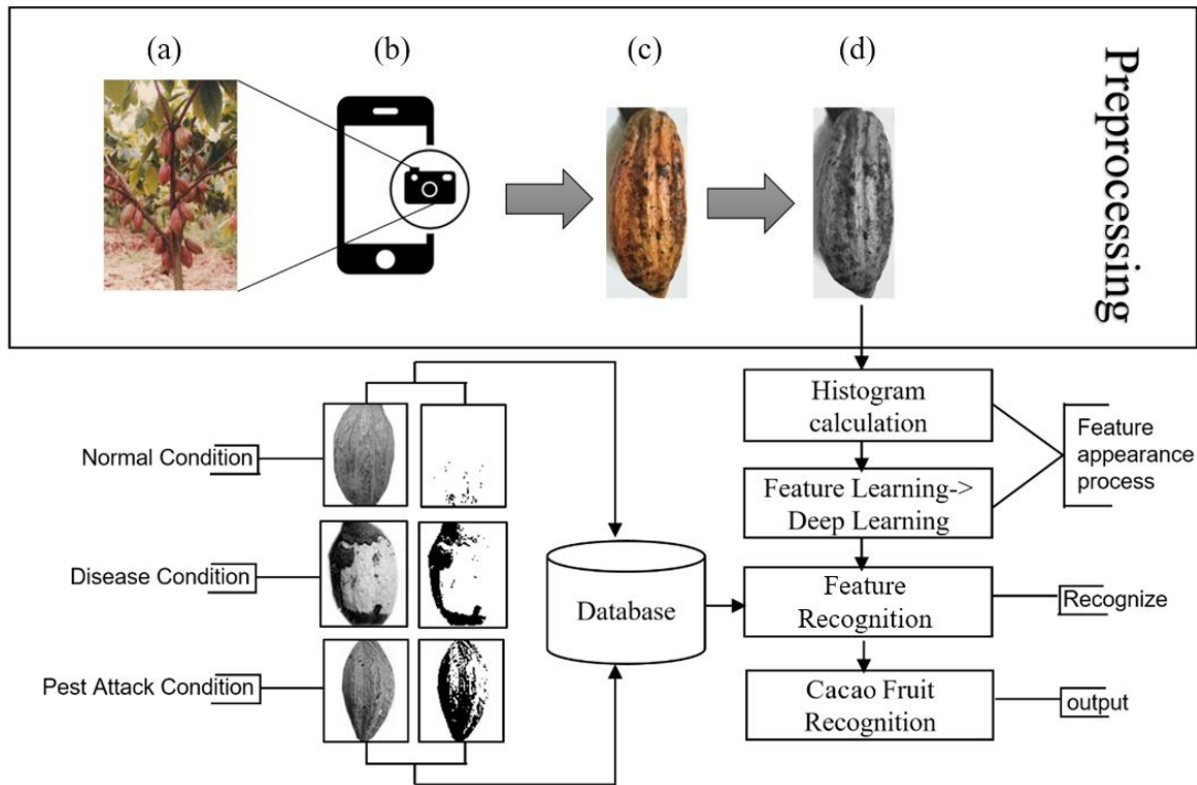 (a)
(b)
(c)
(d)
Preprocessing
Histogram
calculation
Feature
appearance
process
Normal Condition
Feature Learning->
Deep Learning
Disease Condition
Database
Feature
Recognition
Recognize
Pest Attack Condition
Cacao Fruit
Recognition
output